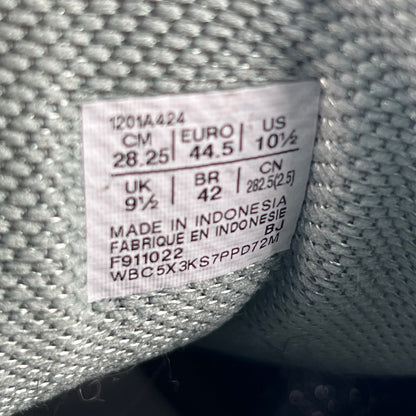 1201A424
CM EURO US
28.25 44.5 10½
UK BR CN
9½ 42 282.5(2.5)
MADE IN INDONESIA
FABRIQUE EN INDONÉSIE
F911022 BJ
WBC5X3KS7PPD72M